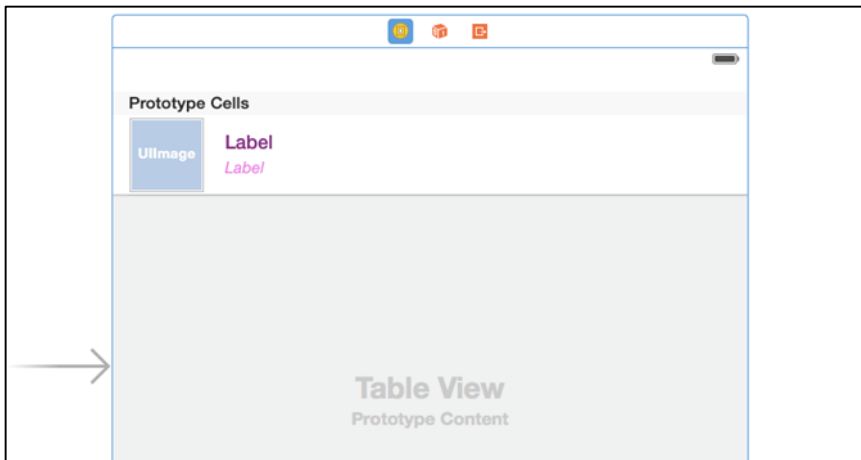 Prototype Cells
UIImage
Label
Label
Table View
Prototype Content